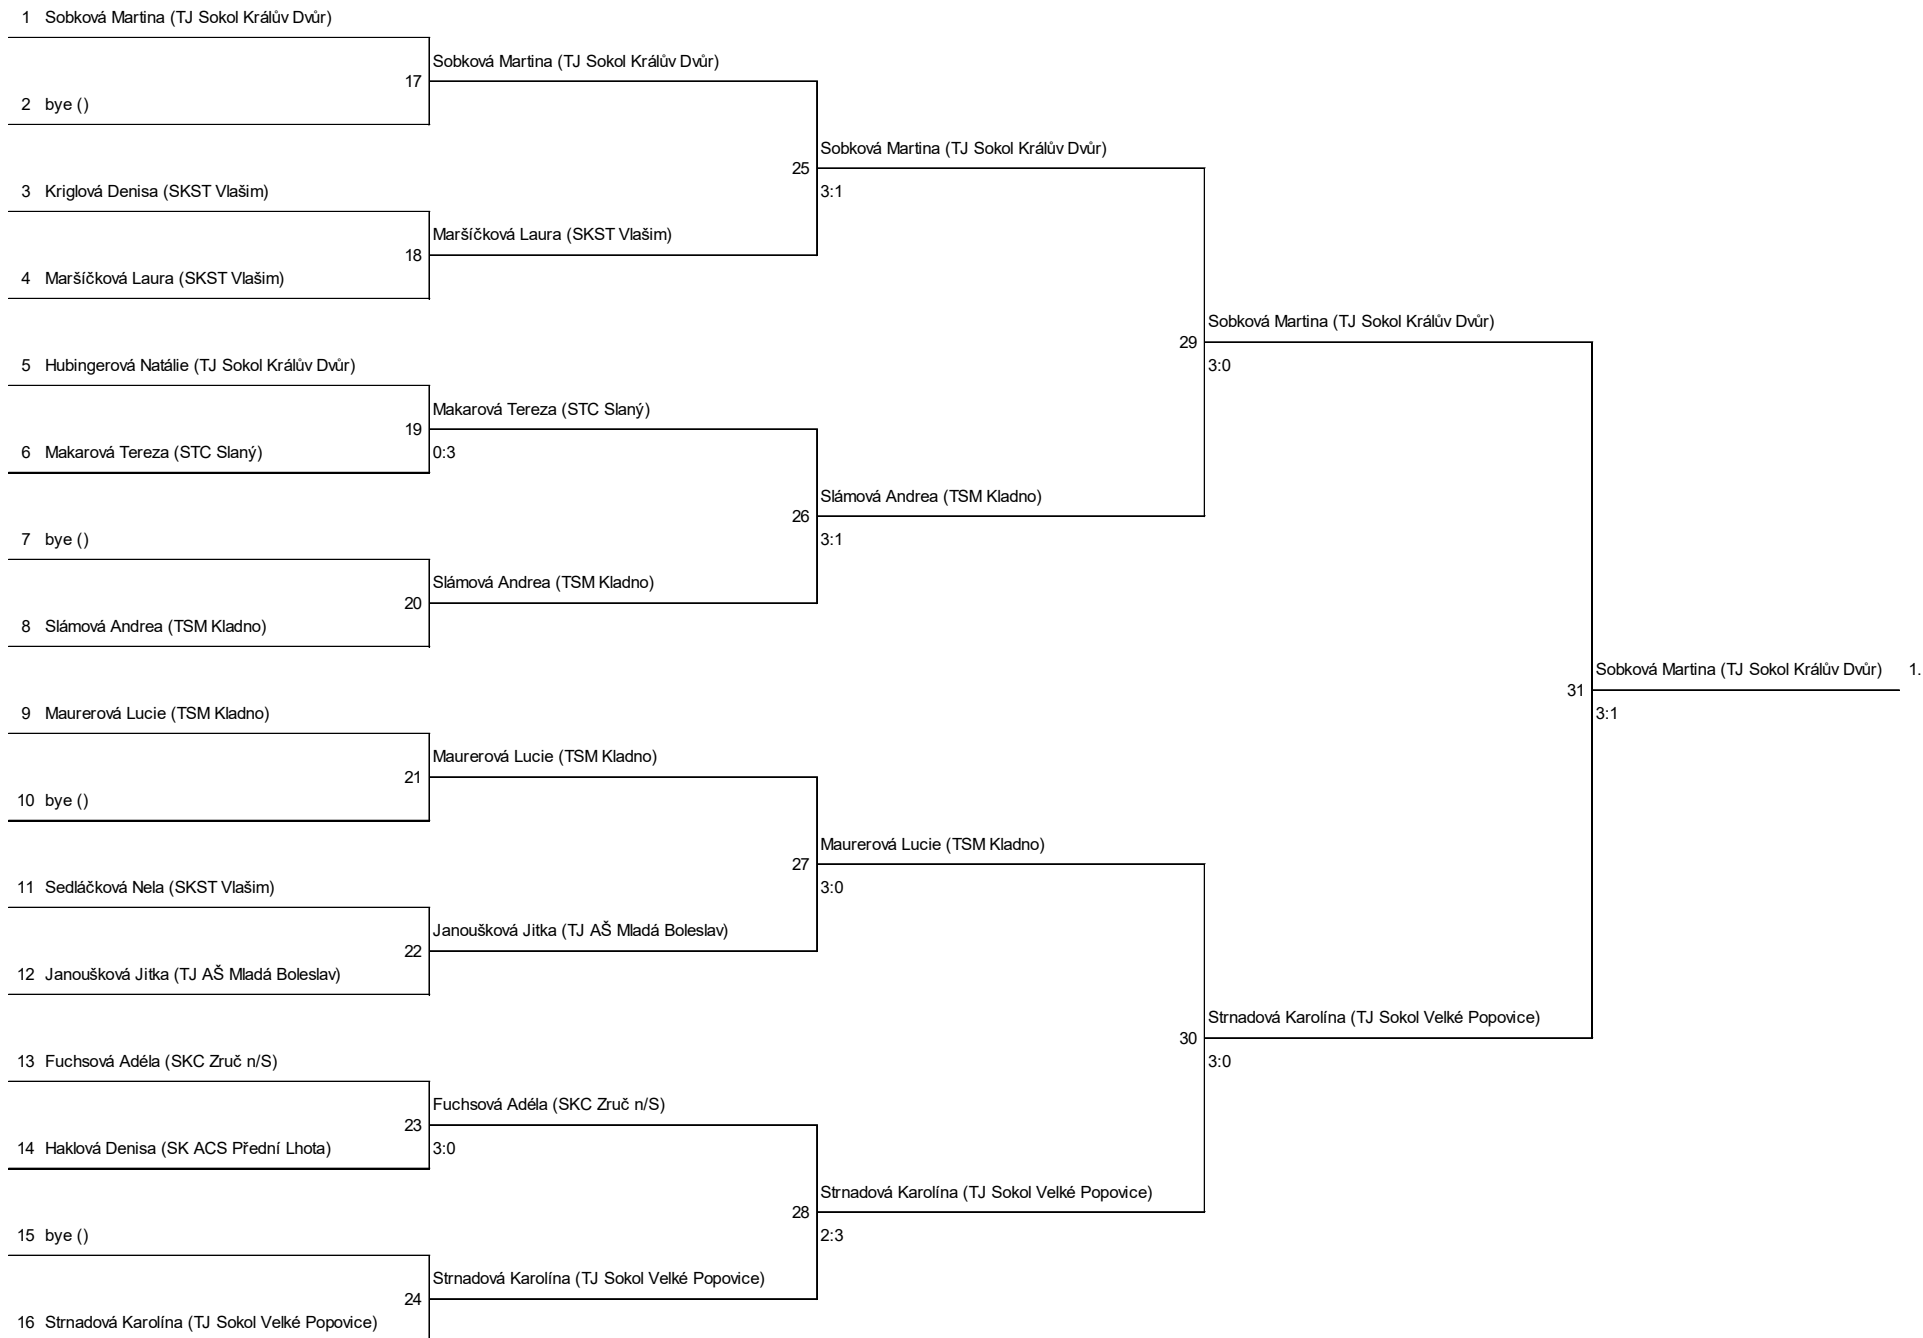 1 Sobková Martina (TJ Sokol Králův Dvůr)
Sobková Martina (TJ Sokol Králův Dvůr)
17
2 bye ()
Sobková Martina (TJ Sokol Králův Dvůr)
25
3 Kriglová Denisa (SKST Vlašim)
3:1
Maršíčková Laura (SKST Vlašim)
18
4 Maršíčková Laura (SKST Vlašim)
Sobková Martina (TJ Sokol Králův Dvůr)
29
5 Hubingerová Natálie (TJ Sokol Králův Dvůr)
3:0
Makarová Tereza (STC Slaný)
19
6 Makarová Tereza (STC Slaný)
0:3
Slámová Andrea (TSM Kladno)
26
7 bye ()
3:1
Slámová Andrea (TSM Kladno)
20
8 Slámová Andrea (TSM Kladno)
Sobková Martina (TJ Sokol Králův Dvůr) 1.
31
9 Maurerová Lucie (TSM Kladno)
3:1
Maurerová Lucie (TSM Kladno)
21
10 bye ()
Maurerová Lucie (TSM Kladno)
27
11 Sedláčková Nela (SKST Vlašim)
3:0
Janoušková Jitka (TJ AŠ Mladá Boleslav)
22
12 Janoušková Jitka (TJ AŠ Mladá Boleslav)
Strnadová Karolína (TJ Sokol Velké Popovice)
30
13 Fuchsová Adéla (SKC Zruč n/S)
3:0
Fuchsová Adéla (SKC Zruč n/S)
23
14 Haklová Denisa (SK ACS Přední Lhota)
3:0
Strnadová Karolína (TJ Sokol Velké Popovice)
28
15 bye ()
2:3
Strnadová Karolína (TJ Sokol Velké Popovice)
24
16 Strnadová Karolína (TJ Sokol Velké Popovice)